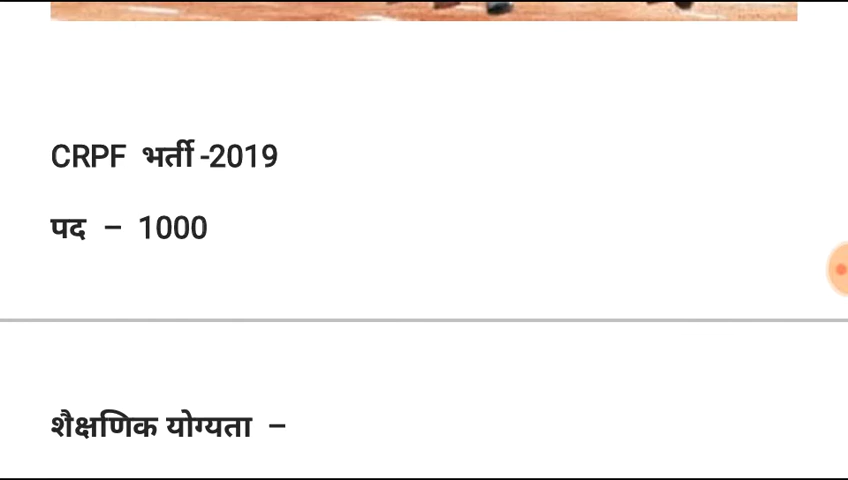 CRPF भर्ती -2019
पद – 1000
शैक्षणिक योग्यता –